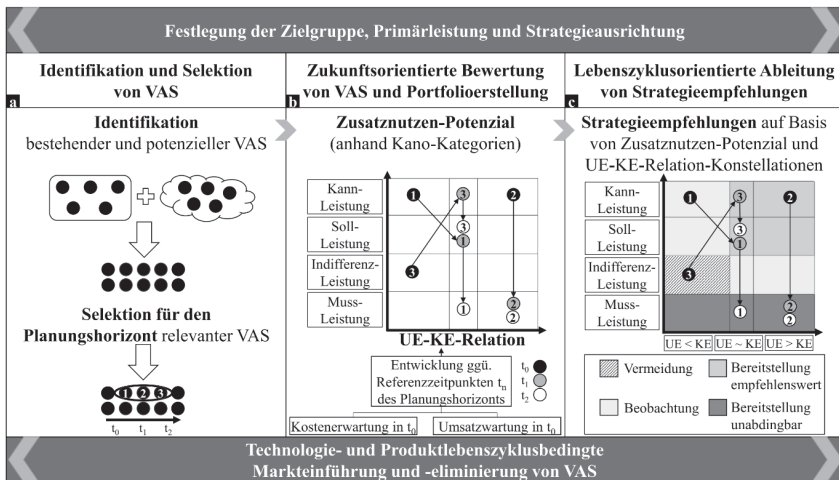 Festlegung der Zielgruppe, Primärleistung und Strategieausrichtung
a
Identifikation und Selektion
von VAS
Identifikation
bestehender und potenzieller VAS
+
Selektion für den
Planungshorizont relevanter VAS
1 2 3
t0 t1 t2
b
Zukunftsorientierte Bewertung
von VAS und Portfolioerstellung
Zusatznutzen-Potenzial
(anhand Kano-Kategorien)
Kann-
Leistung
Soll-
Leistung
Indifferenz-
Leistung
Muss-
Leistung
1 3 2
3
1
3
2
1 2
UE-KE-Relation
Entwicklung ggü.
Referenzzeitpunkten tn
des Planungshorizonts
t0
t1
t2
Kostenerwartung in t0
Umsatzwartung in t0
c
Lebenszyklusorientierte Ableitung
von Strategieempfehlungen
Strategieempfehlungen auf Basis
von Zusatznutzen-Potenzial und
UE-KE-Relation-Konstellationen
Kann-
Leistung
Soll-
Leistung
Indifferenz-
Leistung
Muss-
Leistung
1 3 2
3
1
3
2
1 2
UE < KE UE ~ KE UE > KE
Vermeidung
Bereitstellung
empfehlenswert
Beobachtung
Bereitstellung
unabdingbar
Technologie- und Produktlebenszyklusbedingte
Markteinführung und -eliminierung von VAS